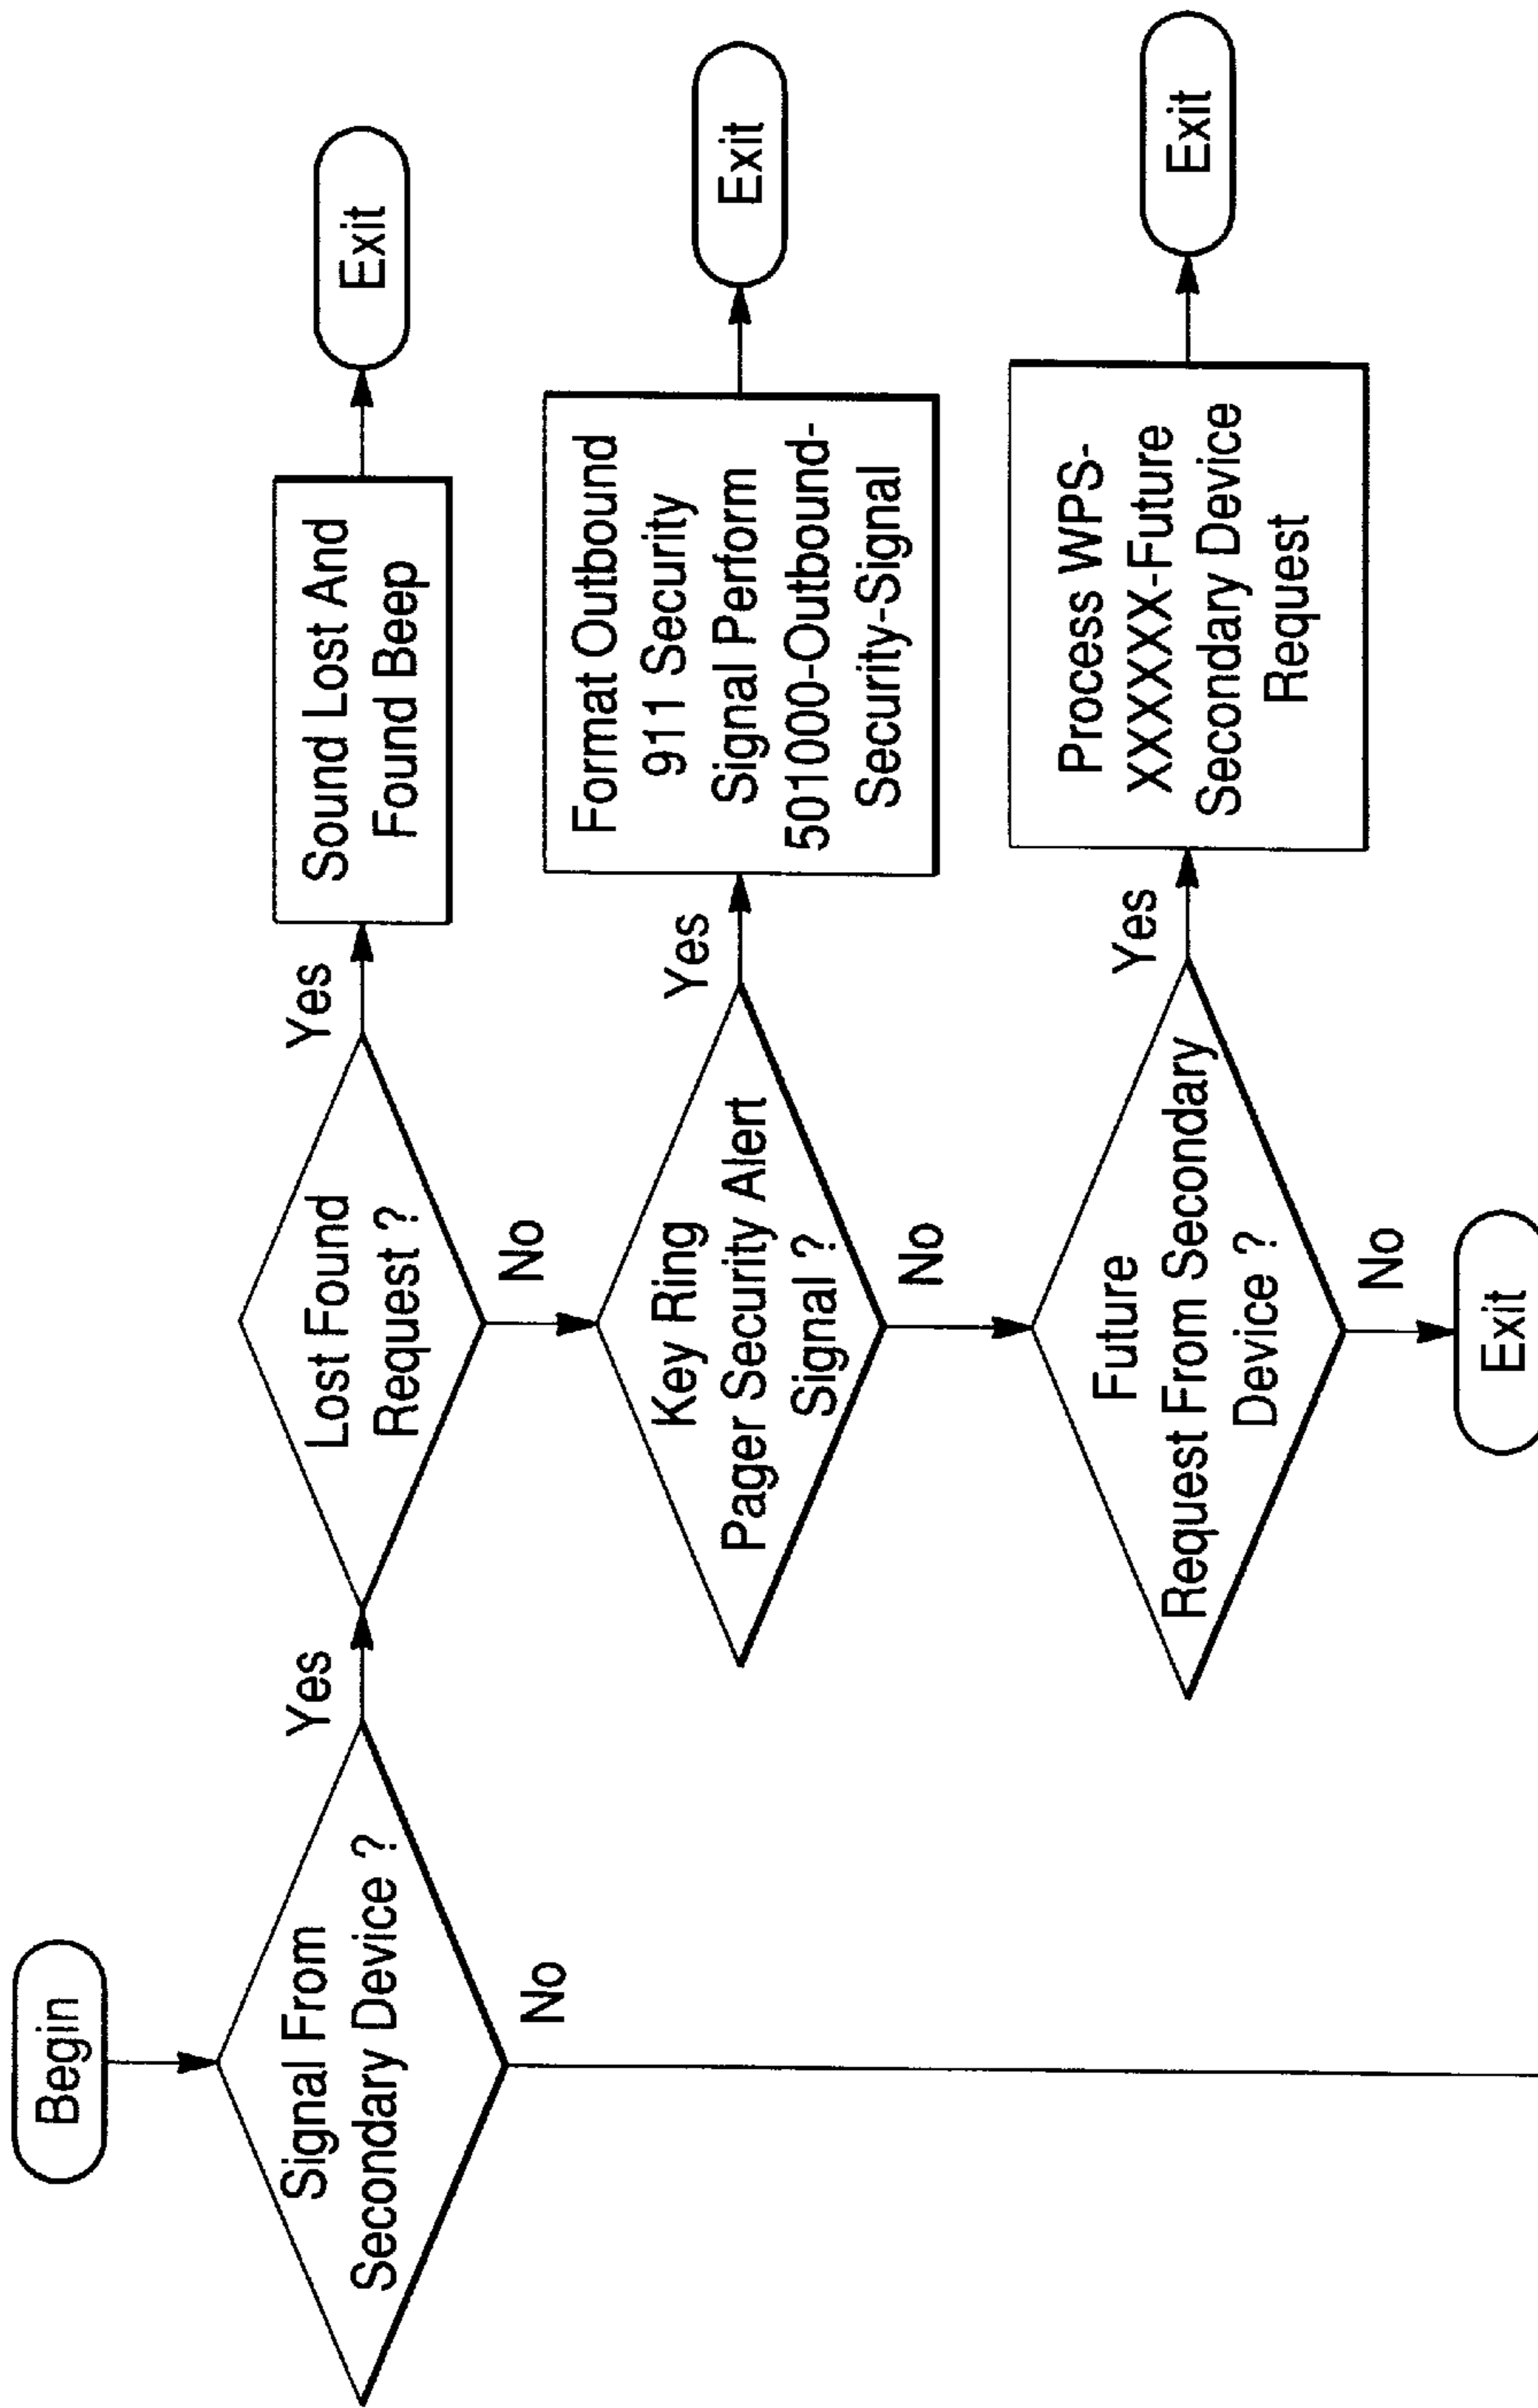 Begin
Signal From
Secondary Device ?
Yes
No
Lost Found
Request ?
Yes
No
Sound Lost And
Found Beep
Exit
Key Ring
Pager Security Alert
Signal ?
Yes
No
Format Outbound
911 Security
Signal Perform
501000-Outbound-
Security-Signal
Exit
Future
Request From Secondary
Device ?
Yes
No
Process WPS-
XXXXXX-Future
Secondary Device
Request
Exit
Exit